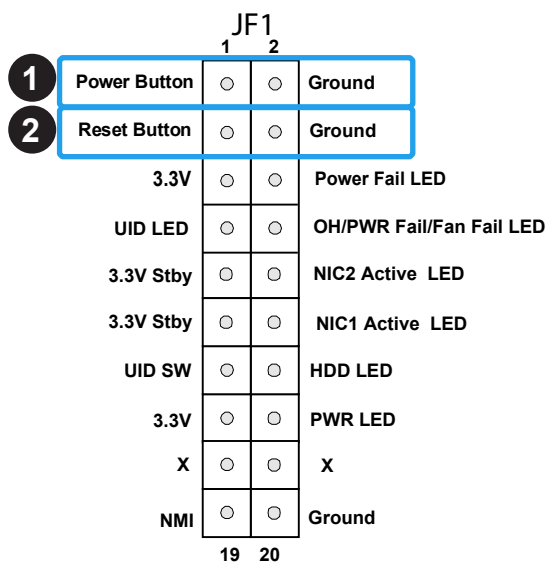 JF1
1 2
1 Power Button Ground
2 Reset Button Ground
3.3V Power Fail LED
UID LED OH/PWR Fail/Fan Fail LED
3.3V Stby NIC2 Active LED
3.3V Stby NIC1 Active LED
UID SW HDD LED
3.3V PWR LED
X X
NMI Ground
19 20